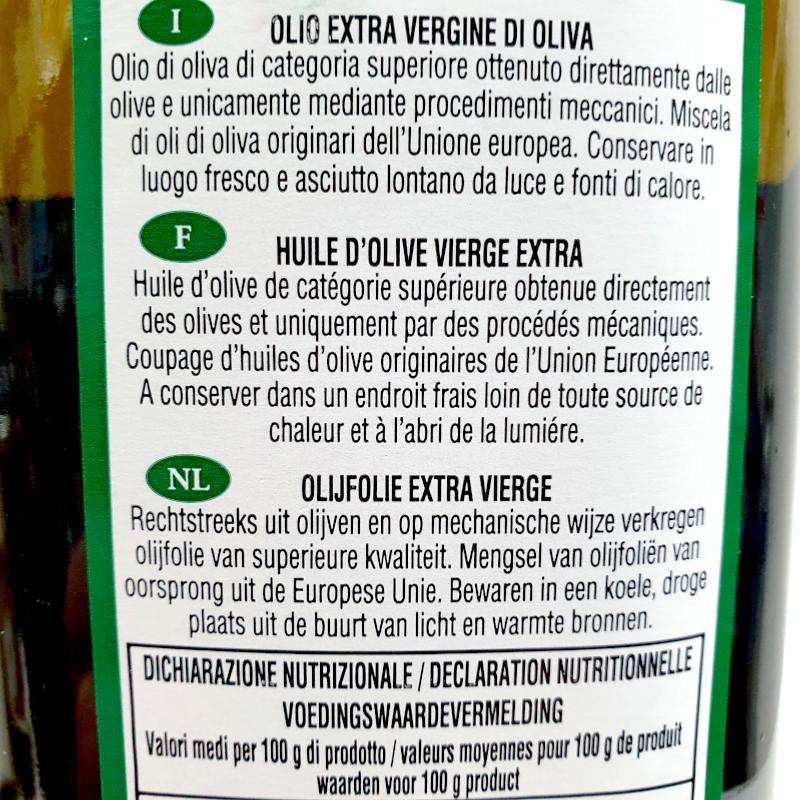 I
OLIO EXTRA VERGINE DI OLIVA
Olio di oliva di categoria superiore ottenuto direttamente dalle
olive e unicamente mediante procedimenti meccanici. Miscela
di oli di oliva originari dell'Unione europea. Conservare in
luogo fresco e asciutto lontano da luce e fonti di calore.
F
HUILE D'OLIVE VIERGE EXTRA
Huile d'olive de catégorie supérieure obtenue directement
des olives et uniquement par des procédés mécaniques.
Coupage d'huiles d'olive originaires de l'Union Européenne.
A conserver dans un endroit frais loin de toute source de
chaleur et à l'abri de la lumiére.
NL
OLIJFOLIE EXTRA VIERGE
Rechtstreeks uit olijven en op mechanische wijze verkregen
olijfolie van superieure kwaliteit. Mengsel van olijfoliën van
oorsprong uit de Europese Unie. Bewaren in een koele, droge
plaats uit de buurt van licht en warmte bronnen.
DICHIARAZIONE NUTRIZIONALE / DECLARATION NUTRITIONNELLE
VOEDINGSWAARDEVERMELDING
Valori medi per 100 g di prodotto / valeurs moyennes pour 100 g de produit
waarden voor 100 g product